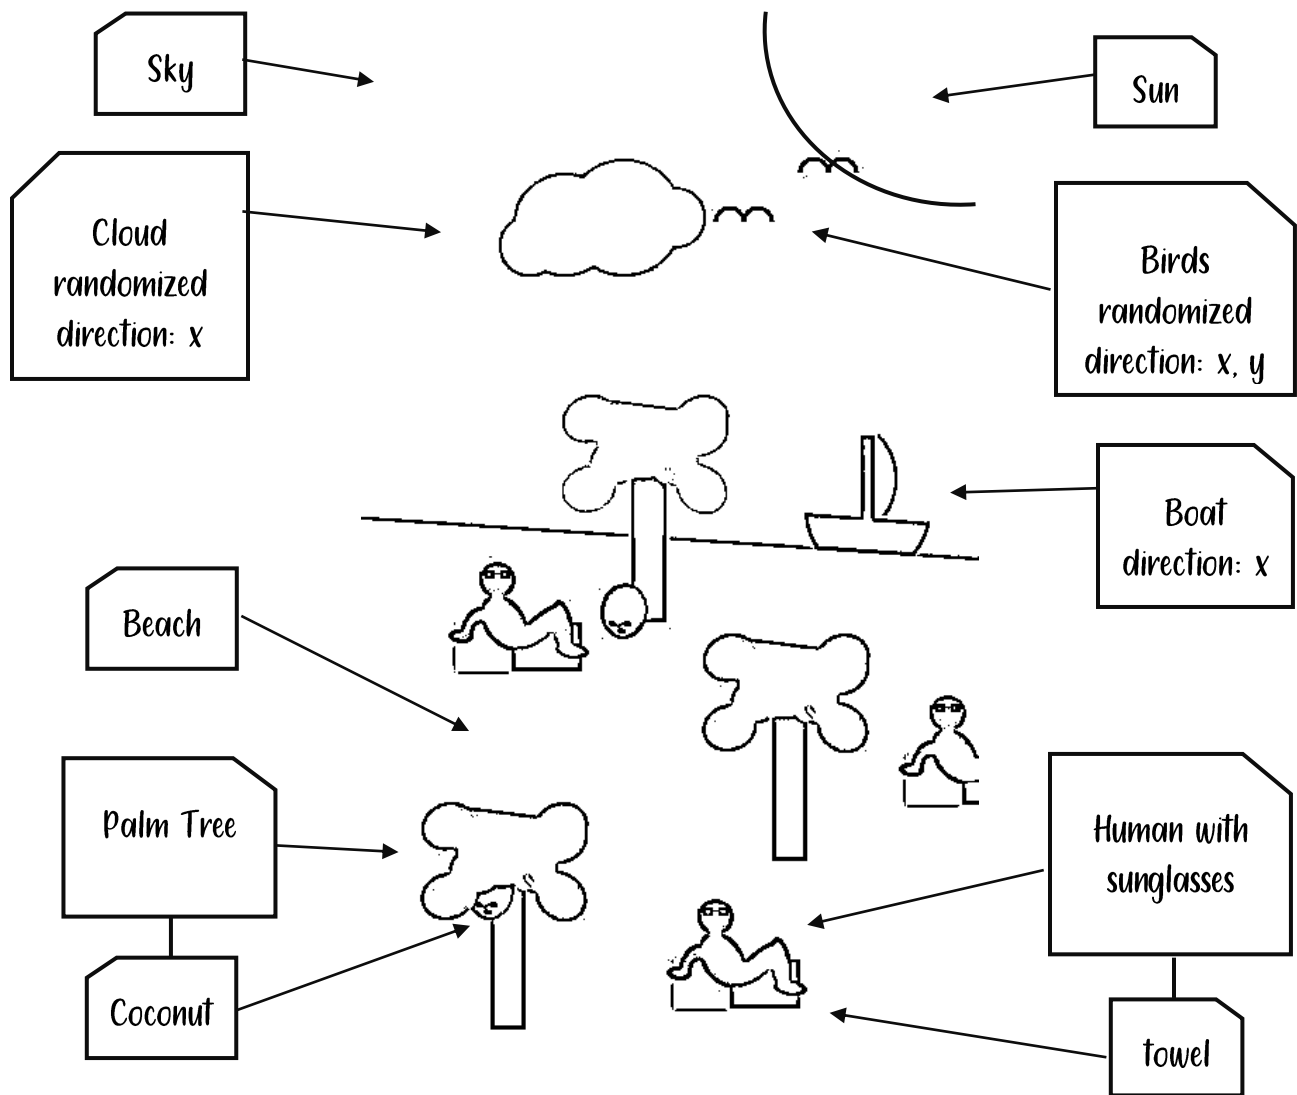 Sky
Sun
Cloud
randomized
direction: x
Birds
randomized
direction: x, y
Boat
direction: x
Beach
Palm Tree
Human with
sunglasses
Coconut
towel